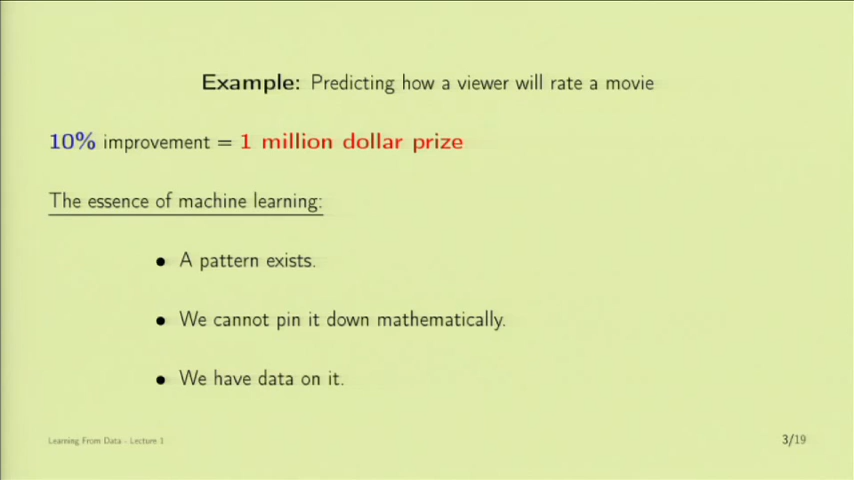 Example: Predicting how a viewer will rate a movie
10% improvement = 1 million dollar prize
The essence of machine learning:
• A pattern exists.
• We cannot pin it down mathematically.
• We have data on it.
Learning From Data - Lecture 1
3/19